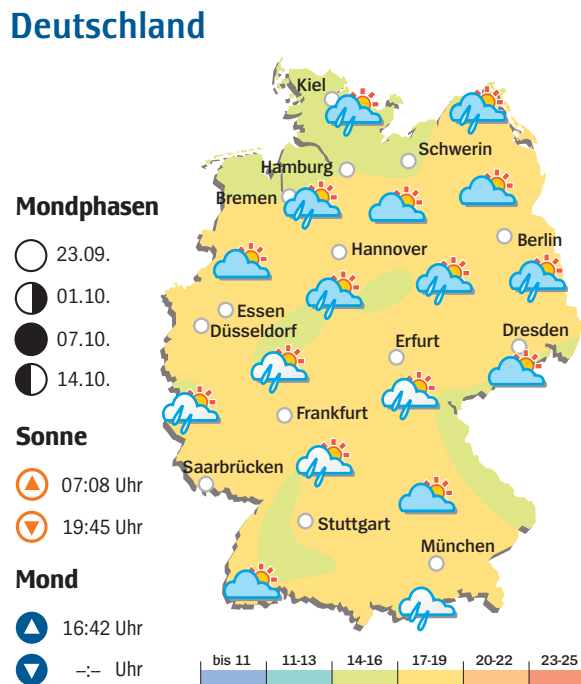 Deutschland
Kiel
Schwerin
Hamburg
Bremen
Berlin
Hannover
Essen
Düsseldorf
Erfurt
Dresden
Frankfurt
Saarbrücken
Stuttgart
München
Mondphasen
23.09.
01.10.
07.10.
14.10.
Sonne
07:08 Uhr
19:45 Uhr
Mond
16:42 Uhr
–:– Uhr
bis 11 11-13 14-16 17-19 20-22 23-25